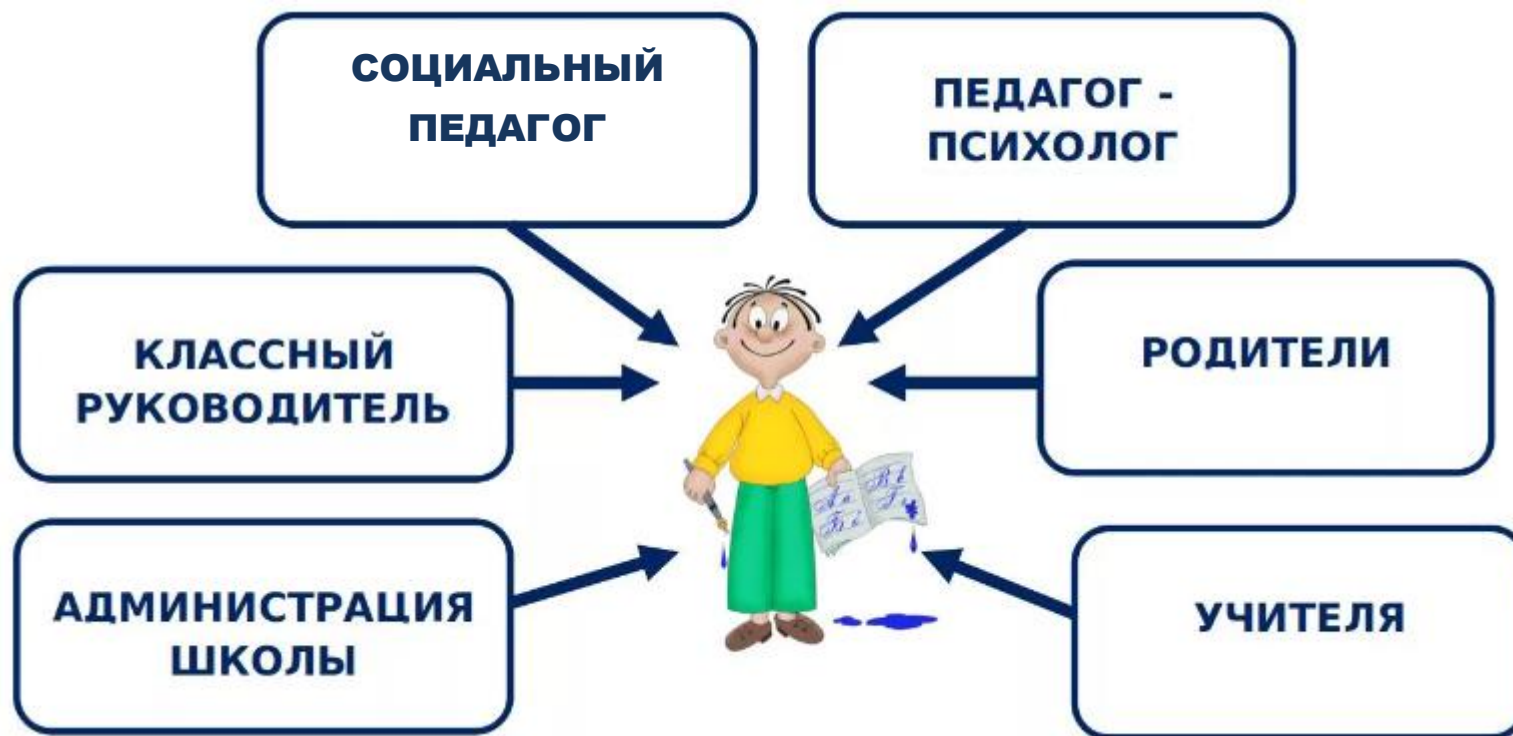 СОЦИАЛЬНЫЙ
ПЕДАГОГ
ПЕДАГОГ -
ПСИХОЛОГ
КЛАССНЫЙ
РУКОВОДИТЕЛЬ
РОДИТЕЛИ
АДМИНИСТРАЦИЯ
ШКОЛЫ
УЧИТЕЛЯ
А а
Б б
В в